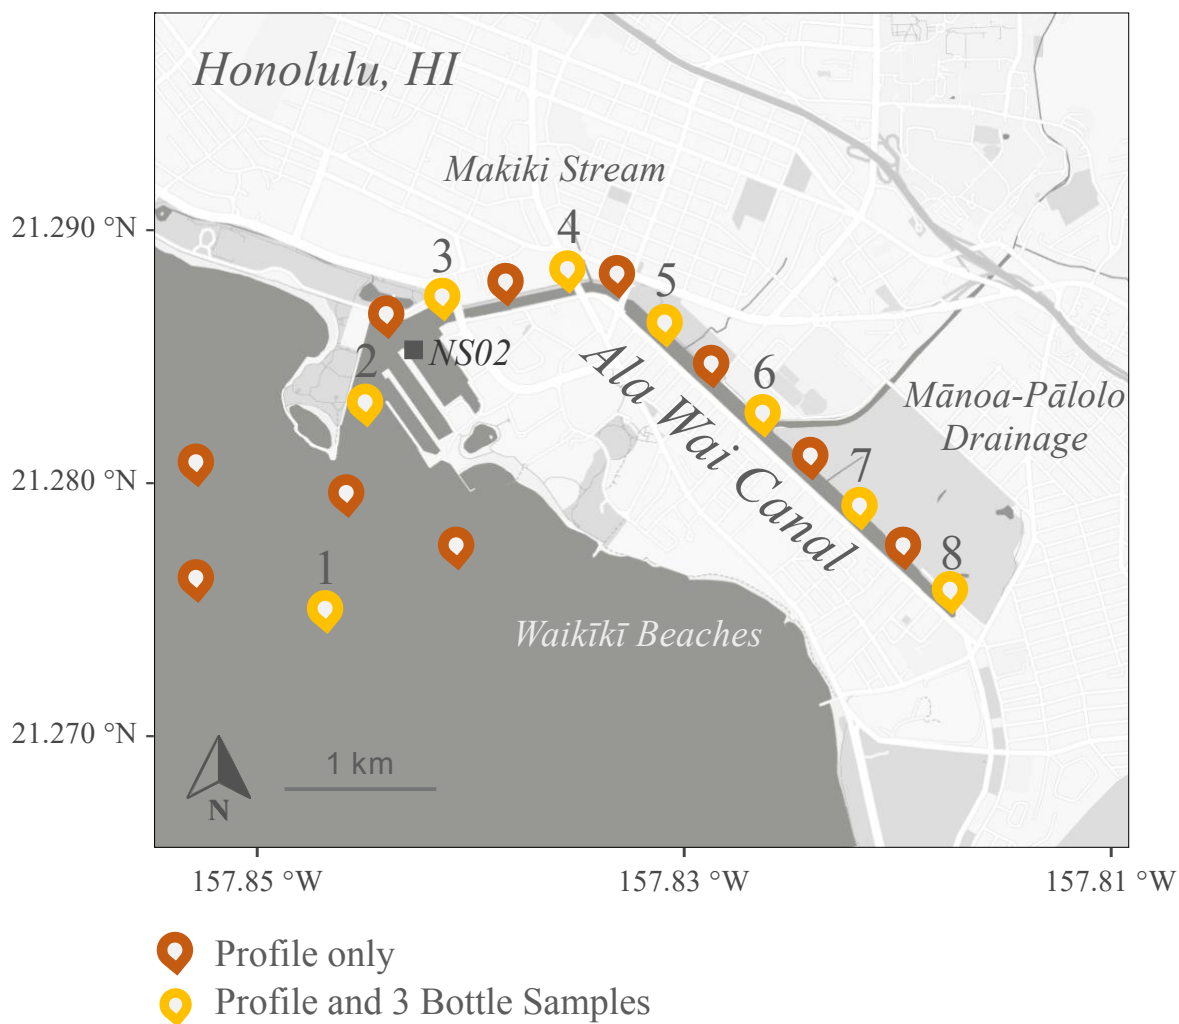 Honolulu, HI
Makiki Stream
21.290 °N
4
3
5
NS02
2
6
Ala Wai Canal
Mānoa-Pālolo
Drainage
7
21.280 °N
8
1
Waikīkī Beaches
21.270 °N
1 km
N
157.85 °W
157.83 °W
157.81 °W
Profile only
Profile and 3 Bottle Samples